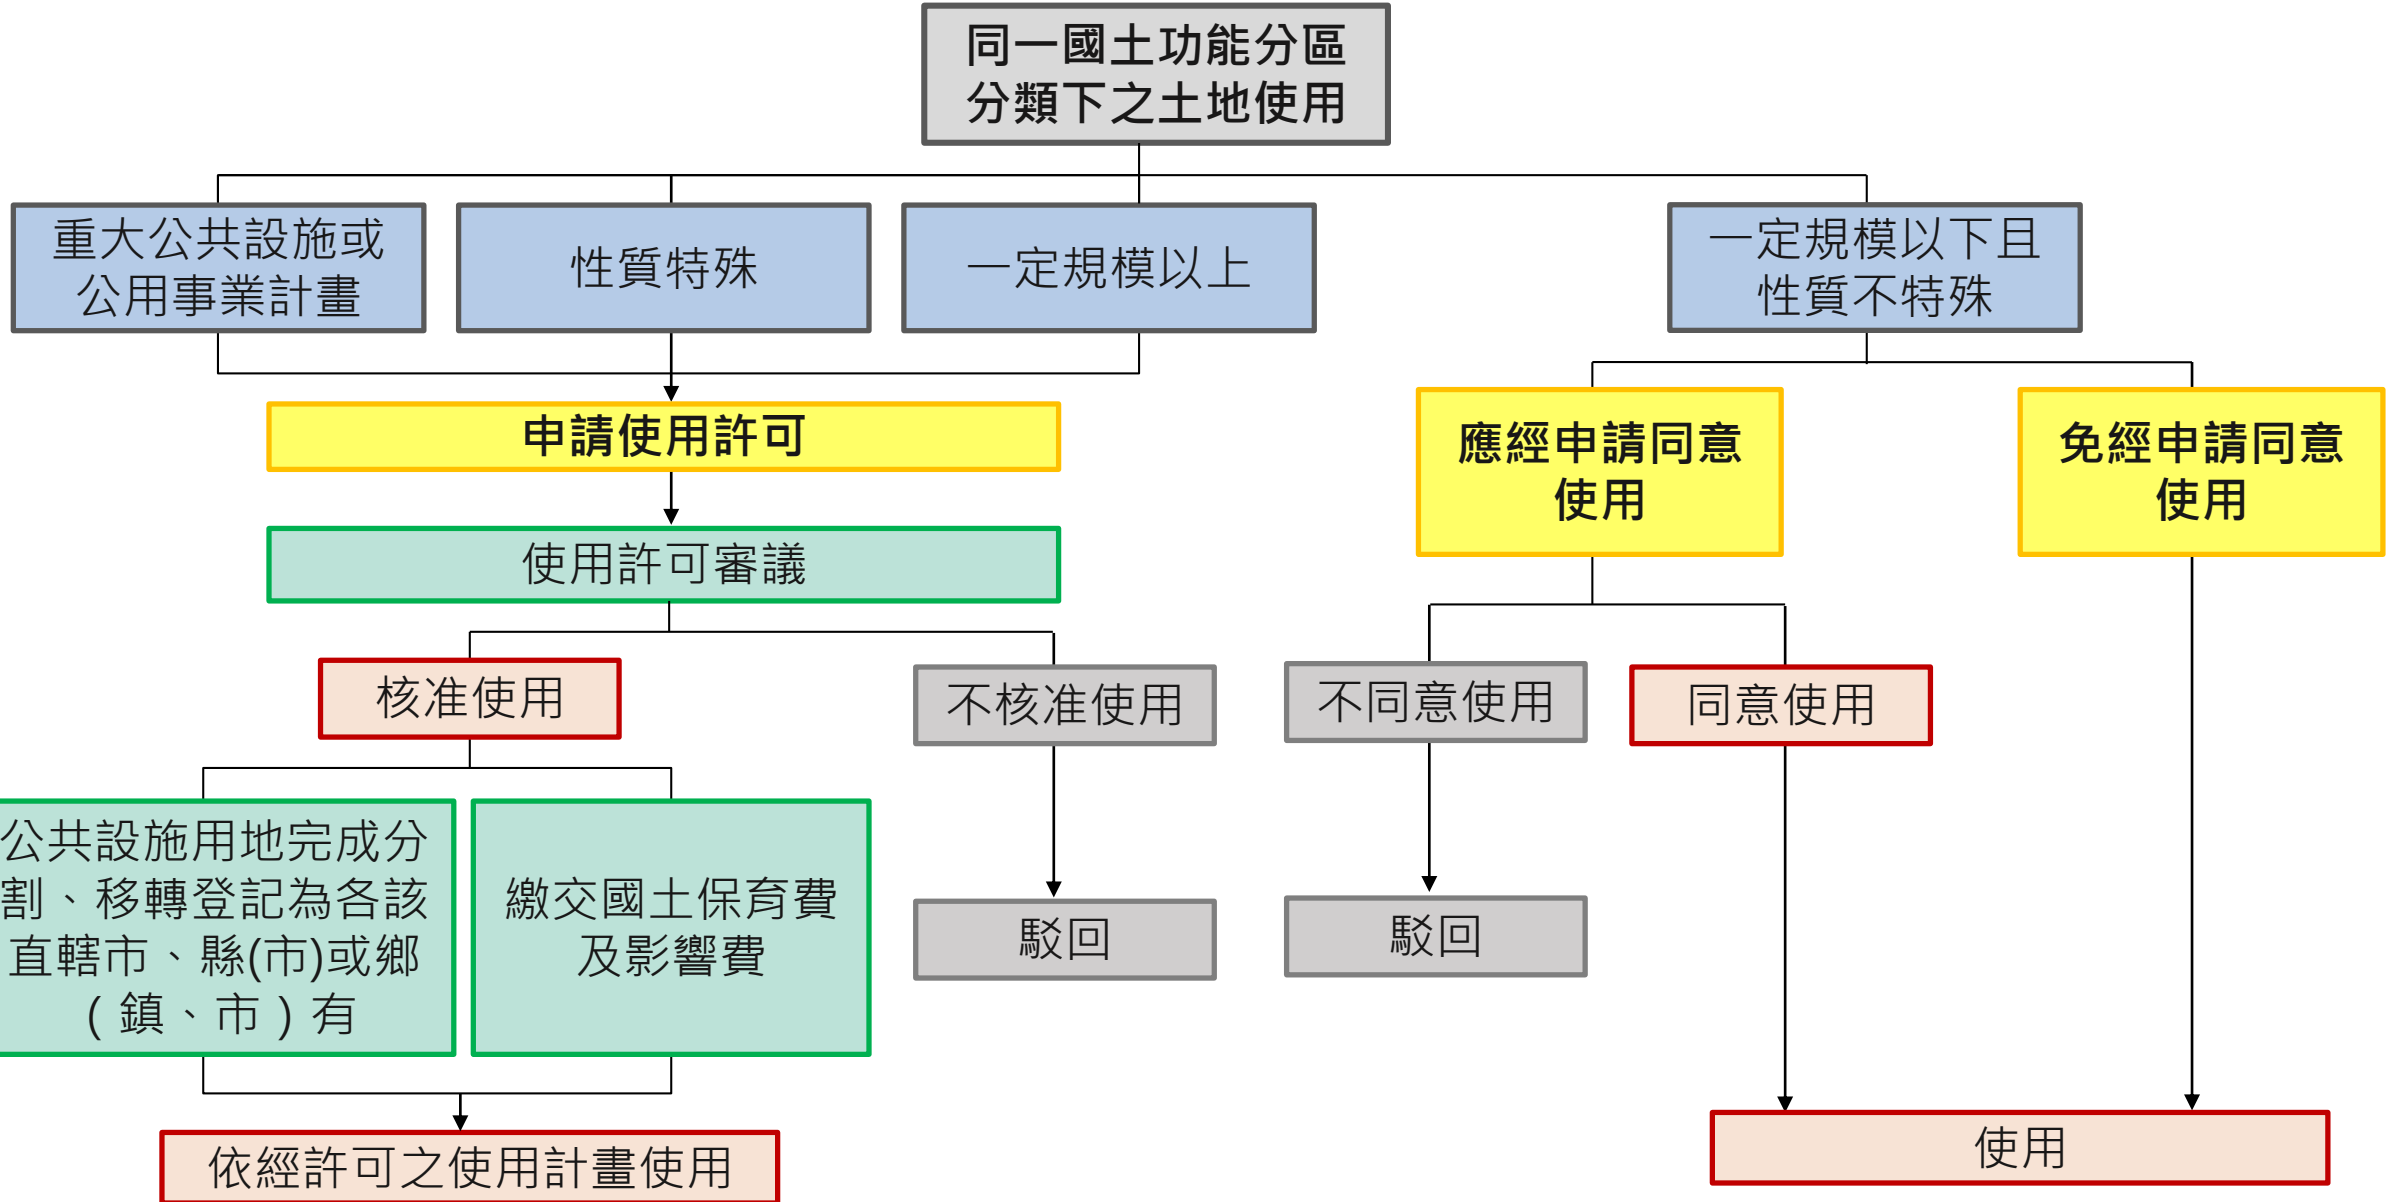 同一國土功能分區
分類下之土地使用
重大公共設施或
公用事業計畫
性質特殊
一定規模以上
一定規模以下且
性質不特殊
申請使用許可
應經申請同意
使用
免經申請同意
使用
使用許可審議
核准使用
不核准使用
不同意使用
同意使用
公共設施用地完成分
割、移轉登記為各該
直轄市、縣(市)或鄉
(鎮、市)有
繳交國土保育費
及影響費
駁回
駁回
依經許可之使用計畫使用
使用